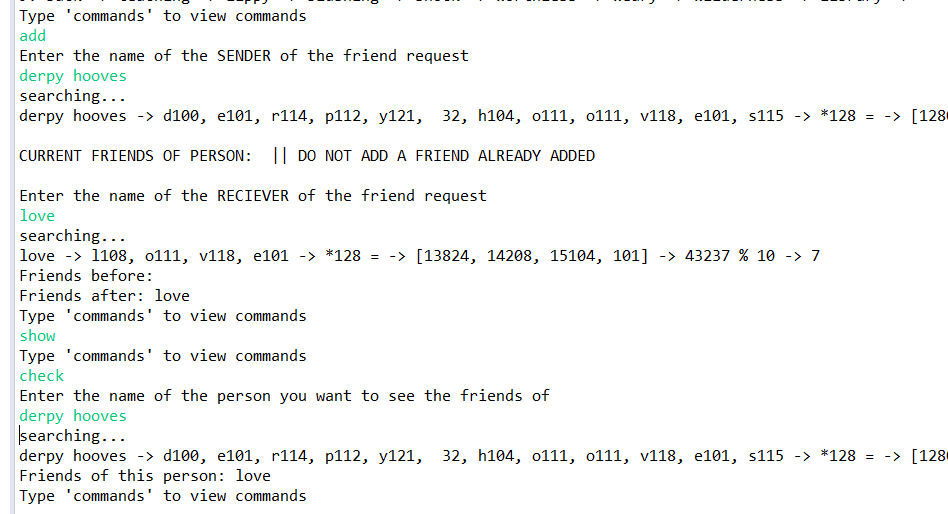 Type 'commands' to view commands
add
Enter the name of the SENDER of the friend request
derpy hooves
searching...
derpy hooves -> d100, e101, r114, p112, y121,  32, h104, o111, o111, v118, e101, s115 -> *128 = -> [1280
CURRENT FRIENDS OF PERSON:  || DO NOT ADD A FRIEND ALREADY ADDED
Enter the name of the RECIEVER of the friend request
love
searching...
love -> l108, o111, v118, e101 -> *128 = -> [13824, 14208, 15104, 101] -> 43237 % 10 -> 7
Friends before:
Friends after: love
Type 'commands' to view commands
show
Type 'commands' to view commands
check
Enter the name of the person you want to see the friends of
derpy hooves
searching...
derpy hooves -> d100, e101, r114, p112, y121,  32, h104, o111, o111, v118, e101, s115 -> *128 = -> [1280
Friends of this person: love
Type 'commands' to view commands